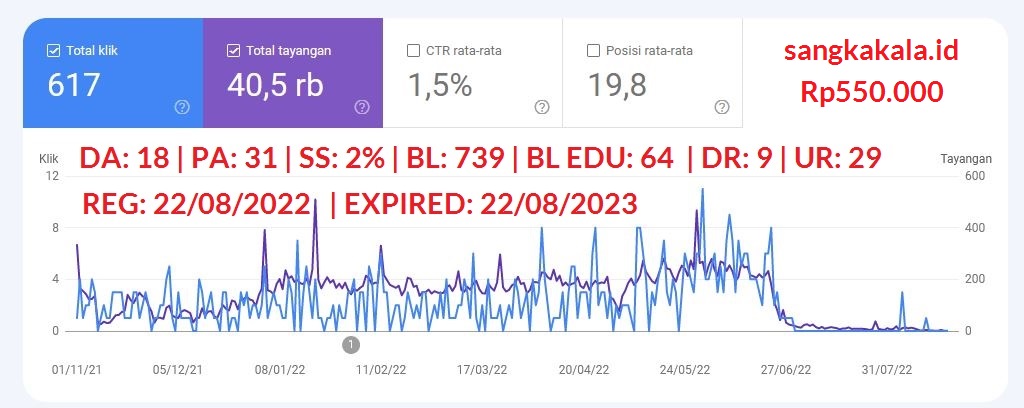 Total klik
617
Total tayangan
40,5 rb
CTR rata-rata
1,5%
Posisi rata-rata
19,8
sangkakala.id
Rp550.000
Klik
DA: 18 | PA: 31 | SS: 2% | BL: 739 | BL EDU: 64 | DR: 9 | UR: 29
Tayangan
12 600
REG: 22/08/2022 | EXPIRED: 22/08/2023
8 400
4 200
0 0
1
01/11/21 05/12/21 08/01/22 11/02/22 17/03/22 20/04/22 24/05/22 27/06/22 31/07/22